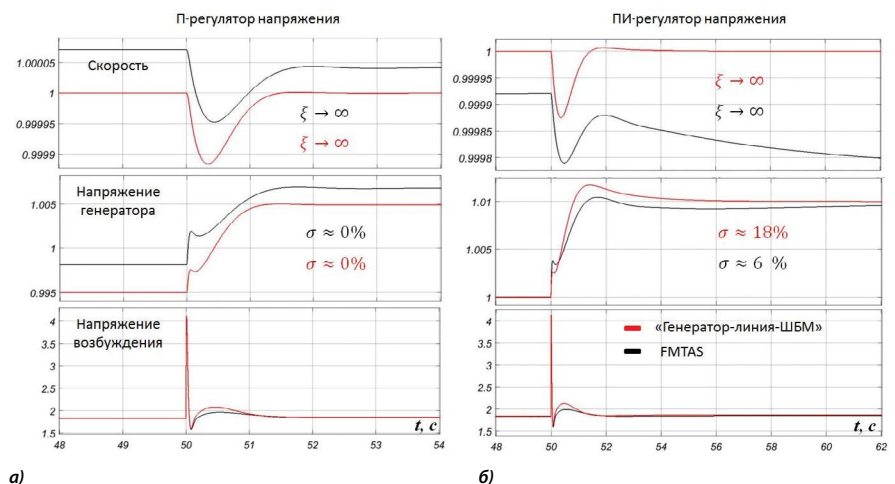 П-регулятор напряжения
1.00005
1
0.99995
0.9999
Скорость
ξ → ∞
ξ → ∞
1.005
1
0.995
Напряжение
генератора
σ ≈ 0%
σ ≈ 0%
4
3.5
3
2.5
2
1.5
Напряжение
возбуждения
t, c
48 49 50 51 52 53 54
а)
ПИ-регулятор напряжения
1
0.99995
0.9999
0.99985
0.9998
ξ → ∞
ξ → ∞
1.01
1.005
1
σ ≈ 18%
σ ≈ 6 %
4
3.5
3
2.5
2
1.5
«Генератор-линия-ШБМ»
FMTAS
t, c
48 50 52 54 56 58 60 62
б)